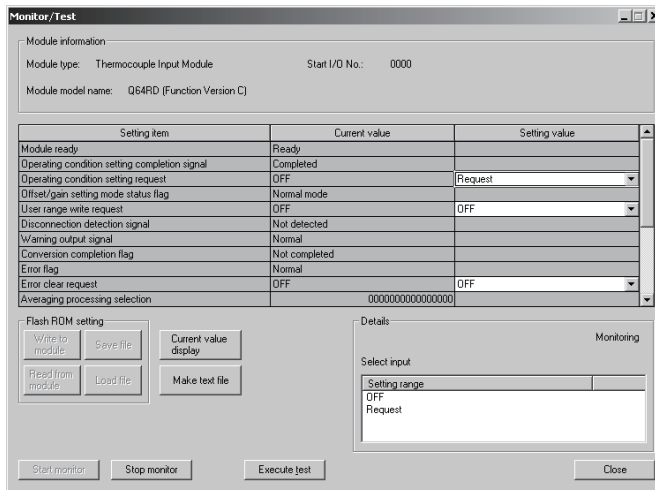 Monitor/Test
Module information
Module type: Thermocouple Input Module Start I/O No.: 0000
Module model name: Q64RD (Function Version C)
Setting item Current value Setting value
Module ready Ready
Operating condition setting completion signal Completed
Operating condition setting request OFF Request
Offset/gain setting mode status flag Normal mode
User range write request OFF OFF
Disconnection detection signal Not detected
Warning output signal Normal
Conversion completion flag Not completed
Error flag Normal
Error clear request OFF OFF
Averaging processing selection 0000000000000000
Flash ROM setting
Write to module
Save file
Current value display
Read from module
Load file
Make text file
Details
Monitoring
Select input
Setting range
OFF
Request
Start monitor Stop monitor Execute test Close